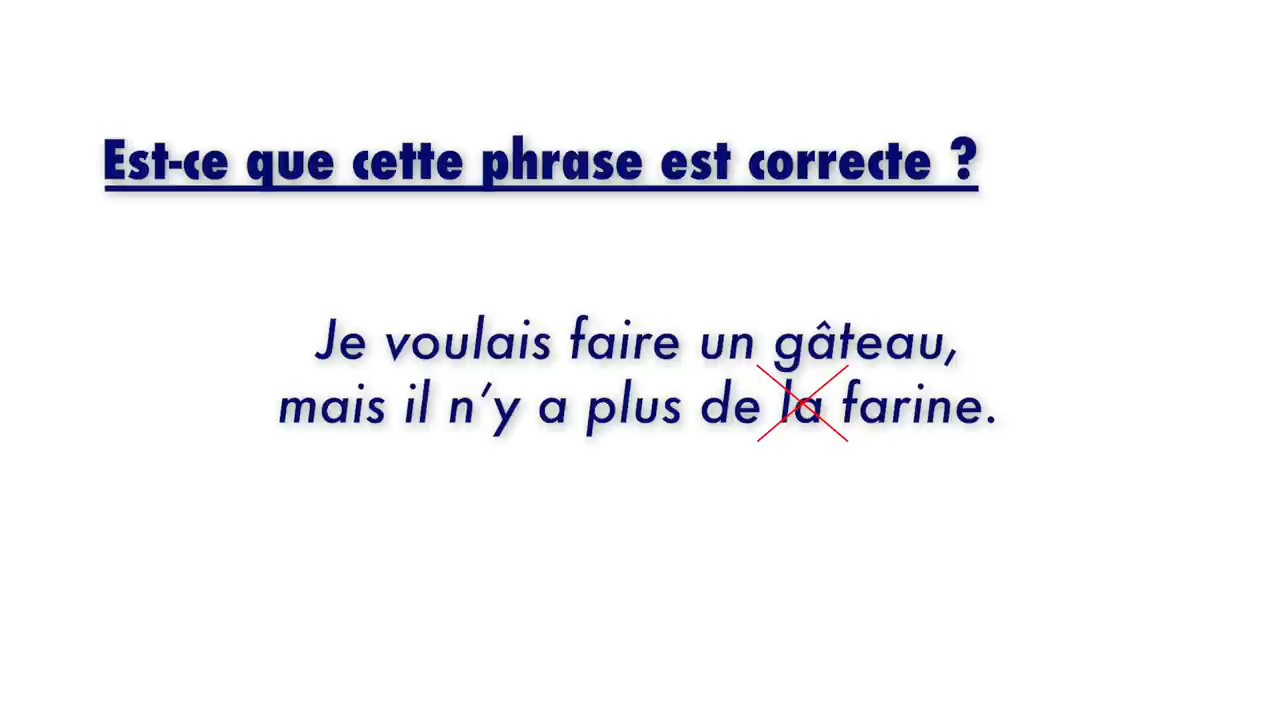 Est-ce que cette phrase est correcte ?
Je voulais faire un gâteau,
mais il n’y a plus de la farine.